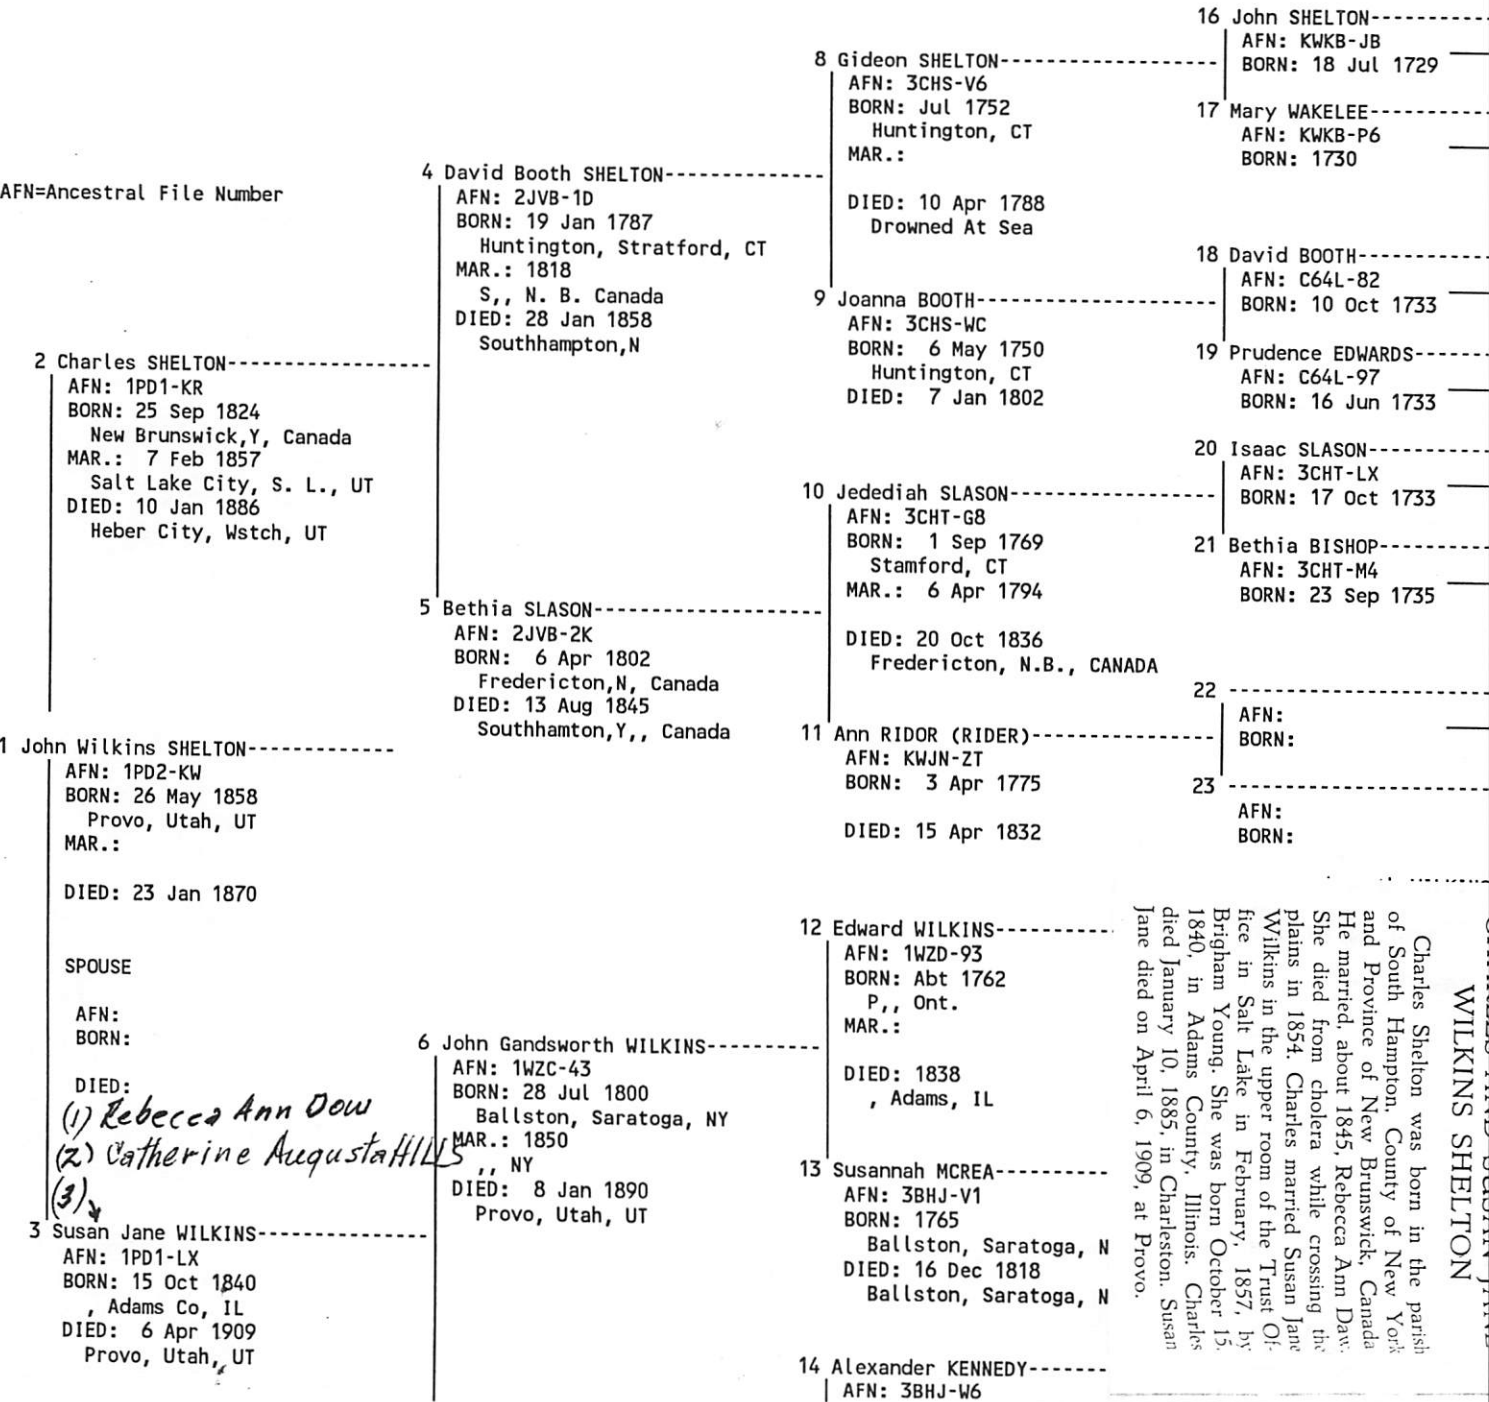 AFN=Ancestral File Number
1 John Wilkins SHELTON-------------
AFN: 1PD2-KW
BORN: 26 May 1858
Provo, Utah, UT
MAR.:
DIED: 23 Jan 1870
SPOUSE
AFN:
BORN:
DIED:
(1) Rebecca Ann Dow
(2) Catherine Augusta Hills
(3)
2 Charles SHELTON------------------
AFN: 1PD1-KR
BORN: 25 Sep 1824
New Brunswick,Y, Canada
MAR.:  7 Feb 1857
Salt Lake City, S. L., UT
DIED: 10 Jan 1886
Heber City, Wstch, UT
3 Susan Jane WILKINS---------------
AFN: 1PD1-LX
BORN: 15 Oct 1840
, Adams Co, IL
DIED:  6 Apr 1909
Provo, Utah, UT
4 David Booth SHELTON--------------
AFN: 2JVB-1D
BORN: 19 Jan 1787
Huntington, Stratford, CT
MAR.: 1818
S,, N. B. Canada
DIED: 28 Jan 1858
Southhampton,N
5 Bethia SLASON--------------------
AFN: 2JVB-2K
BORN:  6 Apr 1802
Fredericton,N, Canada
DIED: 13 Aug 1845
Southhamton,Y,, Canada
6 John Gandsworth WILKINS----------
AFN: 1WZC-43
BORN: 28 Jul 1800
Ballston, Saratoga, NY
MAR.: 1850
,, NY
DIED:  8 Jan 1890
Provo, Utah, UT
8 Gideon SHELTON-------------------
AFN: 3CHS-V6
BORN: Jul 1752
Huntington, CT
MAR.:
DIED: 10 Apr 1788
Drowned At Sea
9 Joanna BOOTH---------------------
AFN: 3CHS-WC
BORN:  6 May 1750
Huntington, CT
DIED:  7 Jan 1802
10 Jedediah SLASON------------------
AFN: 3CHT-G8
BORN:  1 Sep 1769
Stamford, CT
MAR.:  6 Apr 1794
DIED: 20 Oct 1836
Fredericton, N.B., CANADA
11 Ann RIDOR (RIDER)----------------
AFN: KWJN-ZT
BORN:  3 Apr 1775
DIED: 15 Apr 1832
12 Edward WILKINS----------
AFN: 1WZD-93
BORN: Abt 1762
P,, Ont.
MAR.:
DIED: 1838
, Adams, IL
13 Susannah MCREA----------
AFN: 3BHJ-V1
BORN: 1765
Ballston, Saratoga, N
DIED: 16 Dec 1818
Ballston, Saratoga, N
14 Alexander KENNEDY-------
AFN: 3BHJ-W6
16 John SHELTON-----------
AFN: KWKB-JB
BORN: 18 Jul 1729
17 Mary WAKELEE-----------
AFN: KWKB-P6
BORN: 1730
18 David BOOTH------------
AFN: C64L-82
BORN: 10 Oct 1733
19 Prudence EDWARDS-------
AFN: C64L-97
BORN: 16 Jun 1733
20 Isaac SLASON-----------
AFN: 3CHT-LX
BORN: 17 Oct 1733
21 Bethia BISHOP----------
AFN: 3CHT-M4
BORN: 23 Sep 1735
22 -----------------------
AFN:
BORN:
23 -----------------------
AFN:
BORN:
WILKINS SHELTON
Charles Shelton was born in the parish
of South Hampton, County of New York
and Province of New Brunswick, Canada
He married, about 1845, Rebecca Ann Daw.
She died from cholera while crossing the
plains in 1854. Charles married Susan Jane
Wilkins in the upper room of the Trust Of-
fice in Salt Lake in February, 1857, by
Brigham Young. She was born October 15,
1840, in Adams County, Illinois. Charles
died January 10, 1885, in Charleston. Susan
Jane died on April 6, 1909, at Provo.